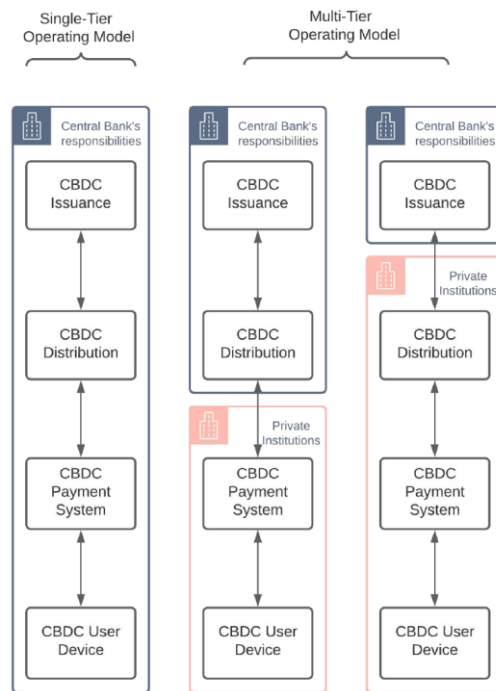 Single-Tier
Operating Model
Multi-Tier
Operating Model
Central Bank's
responsibilities
CBDC
Issuance
CBDC
Distribution
CBDC
Payment
System
CBDC User
Device
Central Bank's
responsibilities
CBDC
Issuance
CBDC
Distribution
Private
Institutions
CBDC
Payment
System
CBDC User
Device
Central Bank's
responsibilities
CBDC
Issuance
Private
Institutions
CBDC
Distribution
CBDC
Payment
System
CBDC User
Device